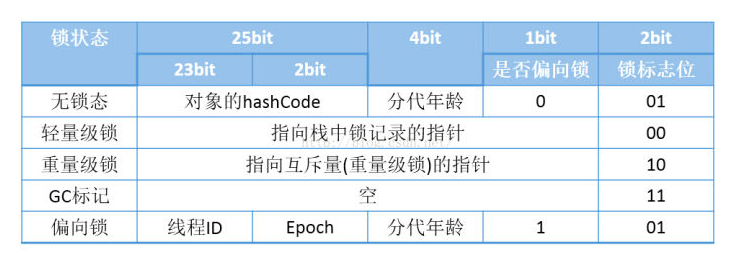 锁状态 25bit 4bit 1bit 2bit
23bit 2bit 是否偏向锁 锁标志位
无锁态 对象的hashCode 分代年龄 0 01
轻量级锁 指向栈中锁记录的指针 00
重量级锁 指向互斥量(重量级锁)的指针 10
GC标记 空 11
偏向锁 线程ID Epoch 分代年龄 1 01